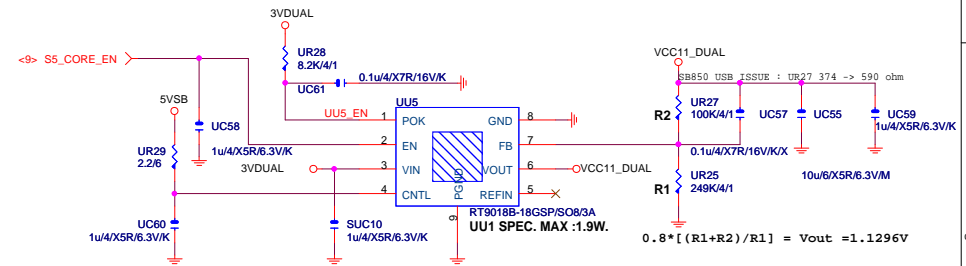 3VDUAL
<9> S5_CORE_EN
UR28
8.2K/4/1
UC61
0.1u/4/X7R/16V/K
VCC11_DUAL
SB850 USB ISSUE : UR27 374 -> 590 ohm
5VSB
UC58
1u/4/X5R/6.3V/K
UR29
2.2/6
UU5_EN
UU5
1 POK
GND 8
2 EN
FB 7
3 VIN
VOUT 6
4 CNTL
REFIN 5
PGND
9
3VDUAL
VCC11_DUAL
R2
UR27
100K/4/1
UC57
UC55
UC59
1u/4/X5R/6.3V/K
0.1u/4/X7R/16V/K/X
R1
UR25
249K/4/1
10u/6/X5R/6.3V/M
UC60
1u/4/X5R/6.3V/K
SUC10
1u/4/X5R/6.3V/K
RT9018B-18GSP/SO8/3A
UU1 SPEC. MAX :1.9W.
0.8*[(R1+R2)/R1] = Vout =1.1296V